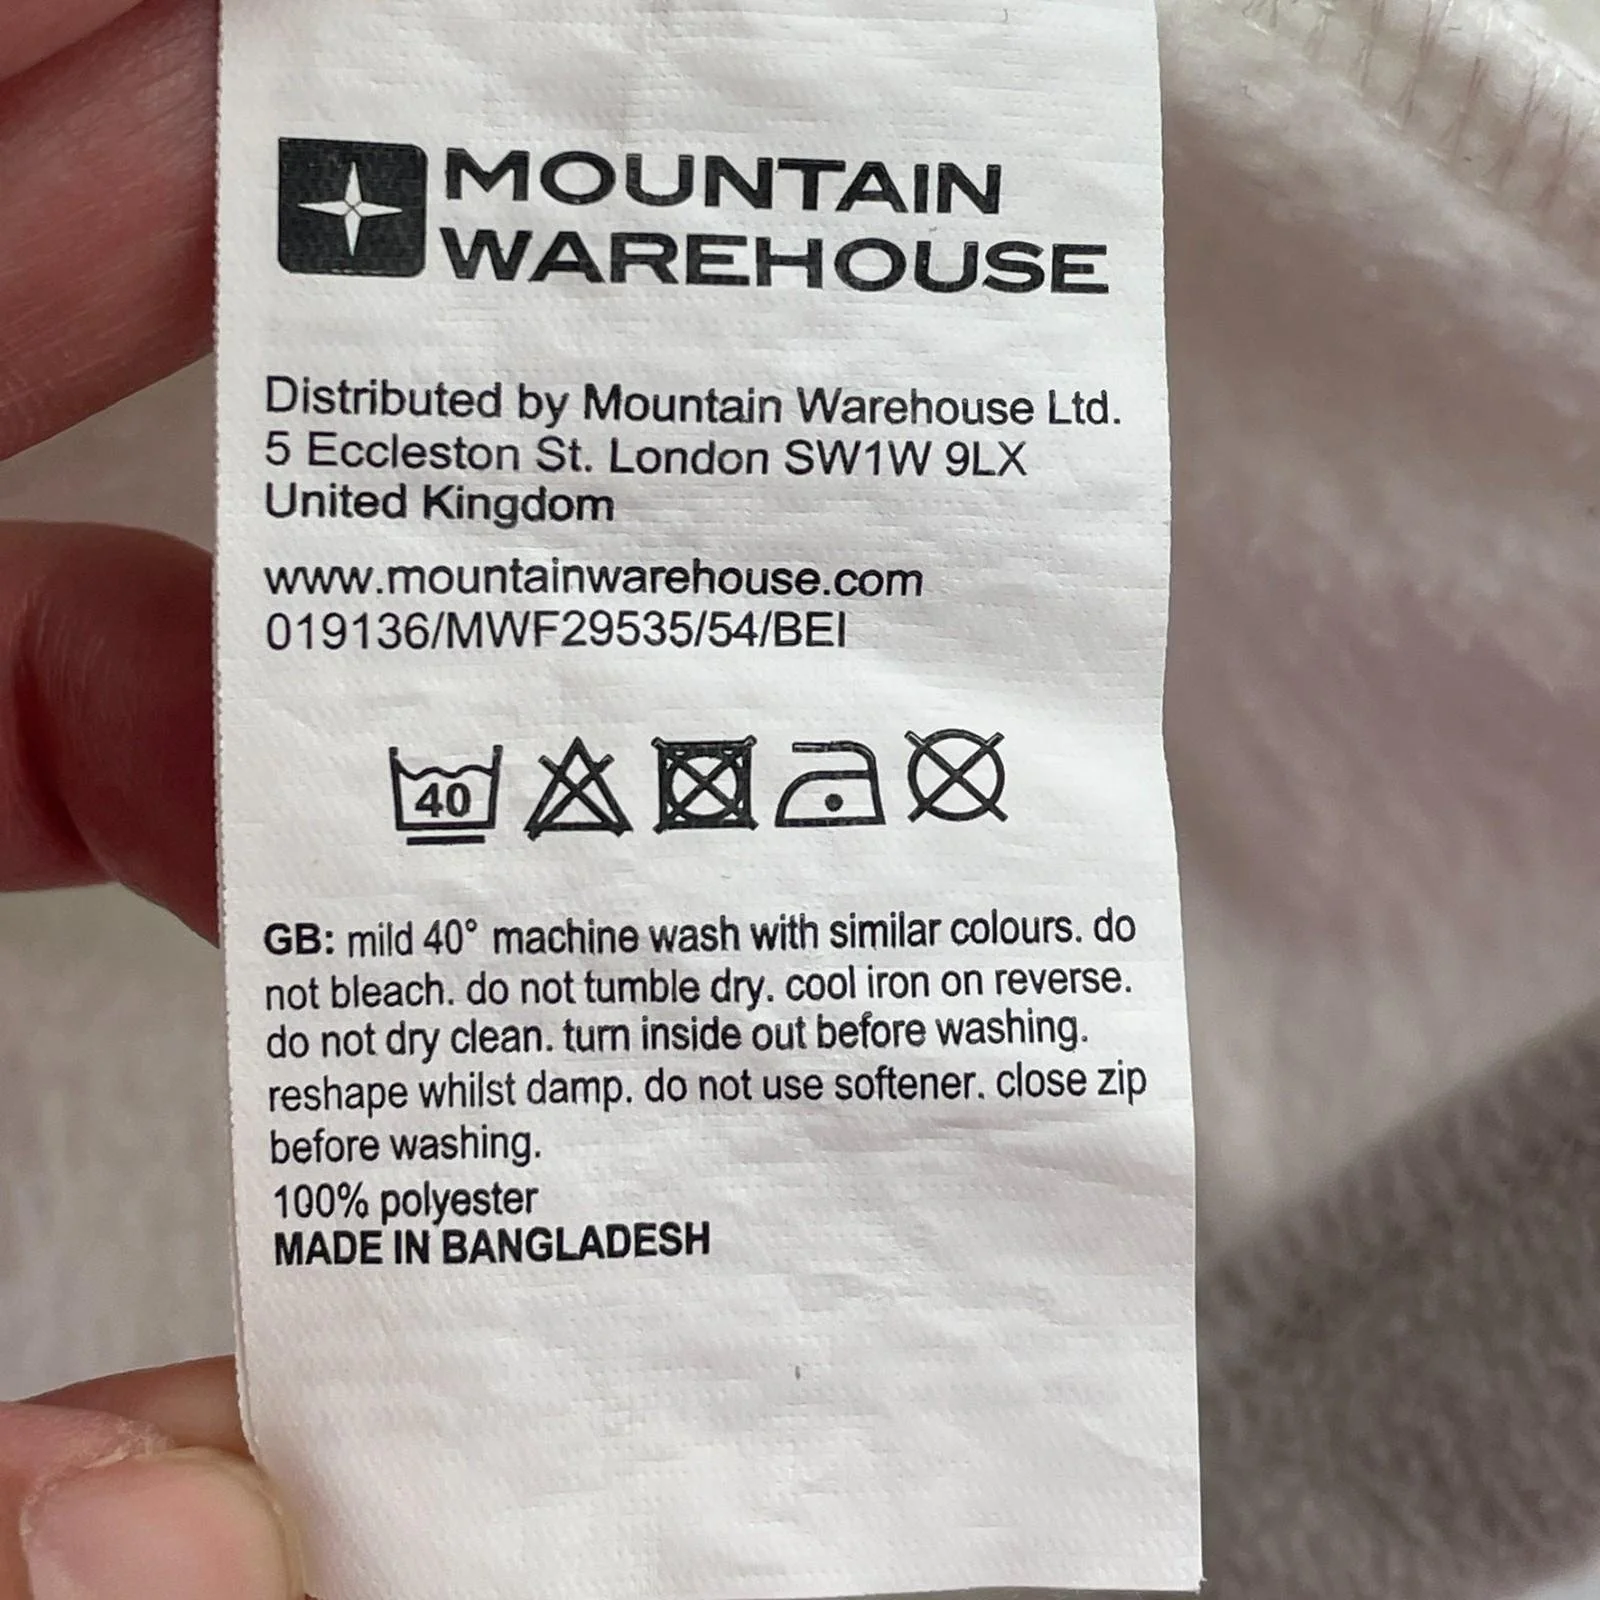 MOUNTAIN
WAREHOUSE
Distributed by Mountain Warehouse Ltd.
5 Eccleston St. London SW1W 9LX
United Kingdom
www.mountainwarehouse.com
019136/MWF29535/54/BEI
40
GB: mild 40° machine wash with similar colours. do
not bleach. do not tumble dry. cool iron on reverse.
do not dry clean. turn inside out before washing.
reshape whilst damp. do not use softener. close zip
before washing.
100% polyester
MADE IN BANGLADESH